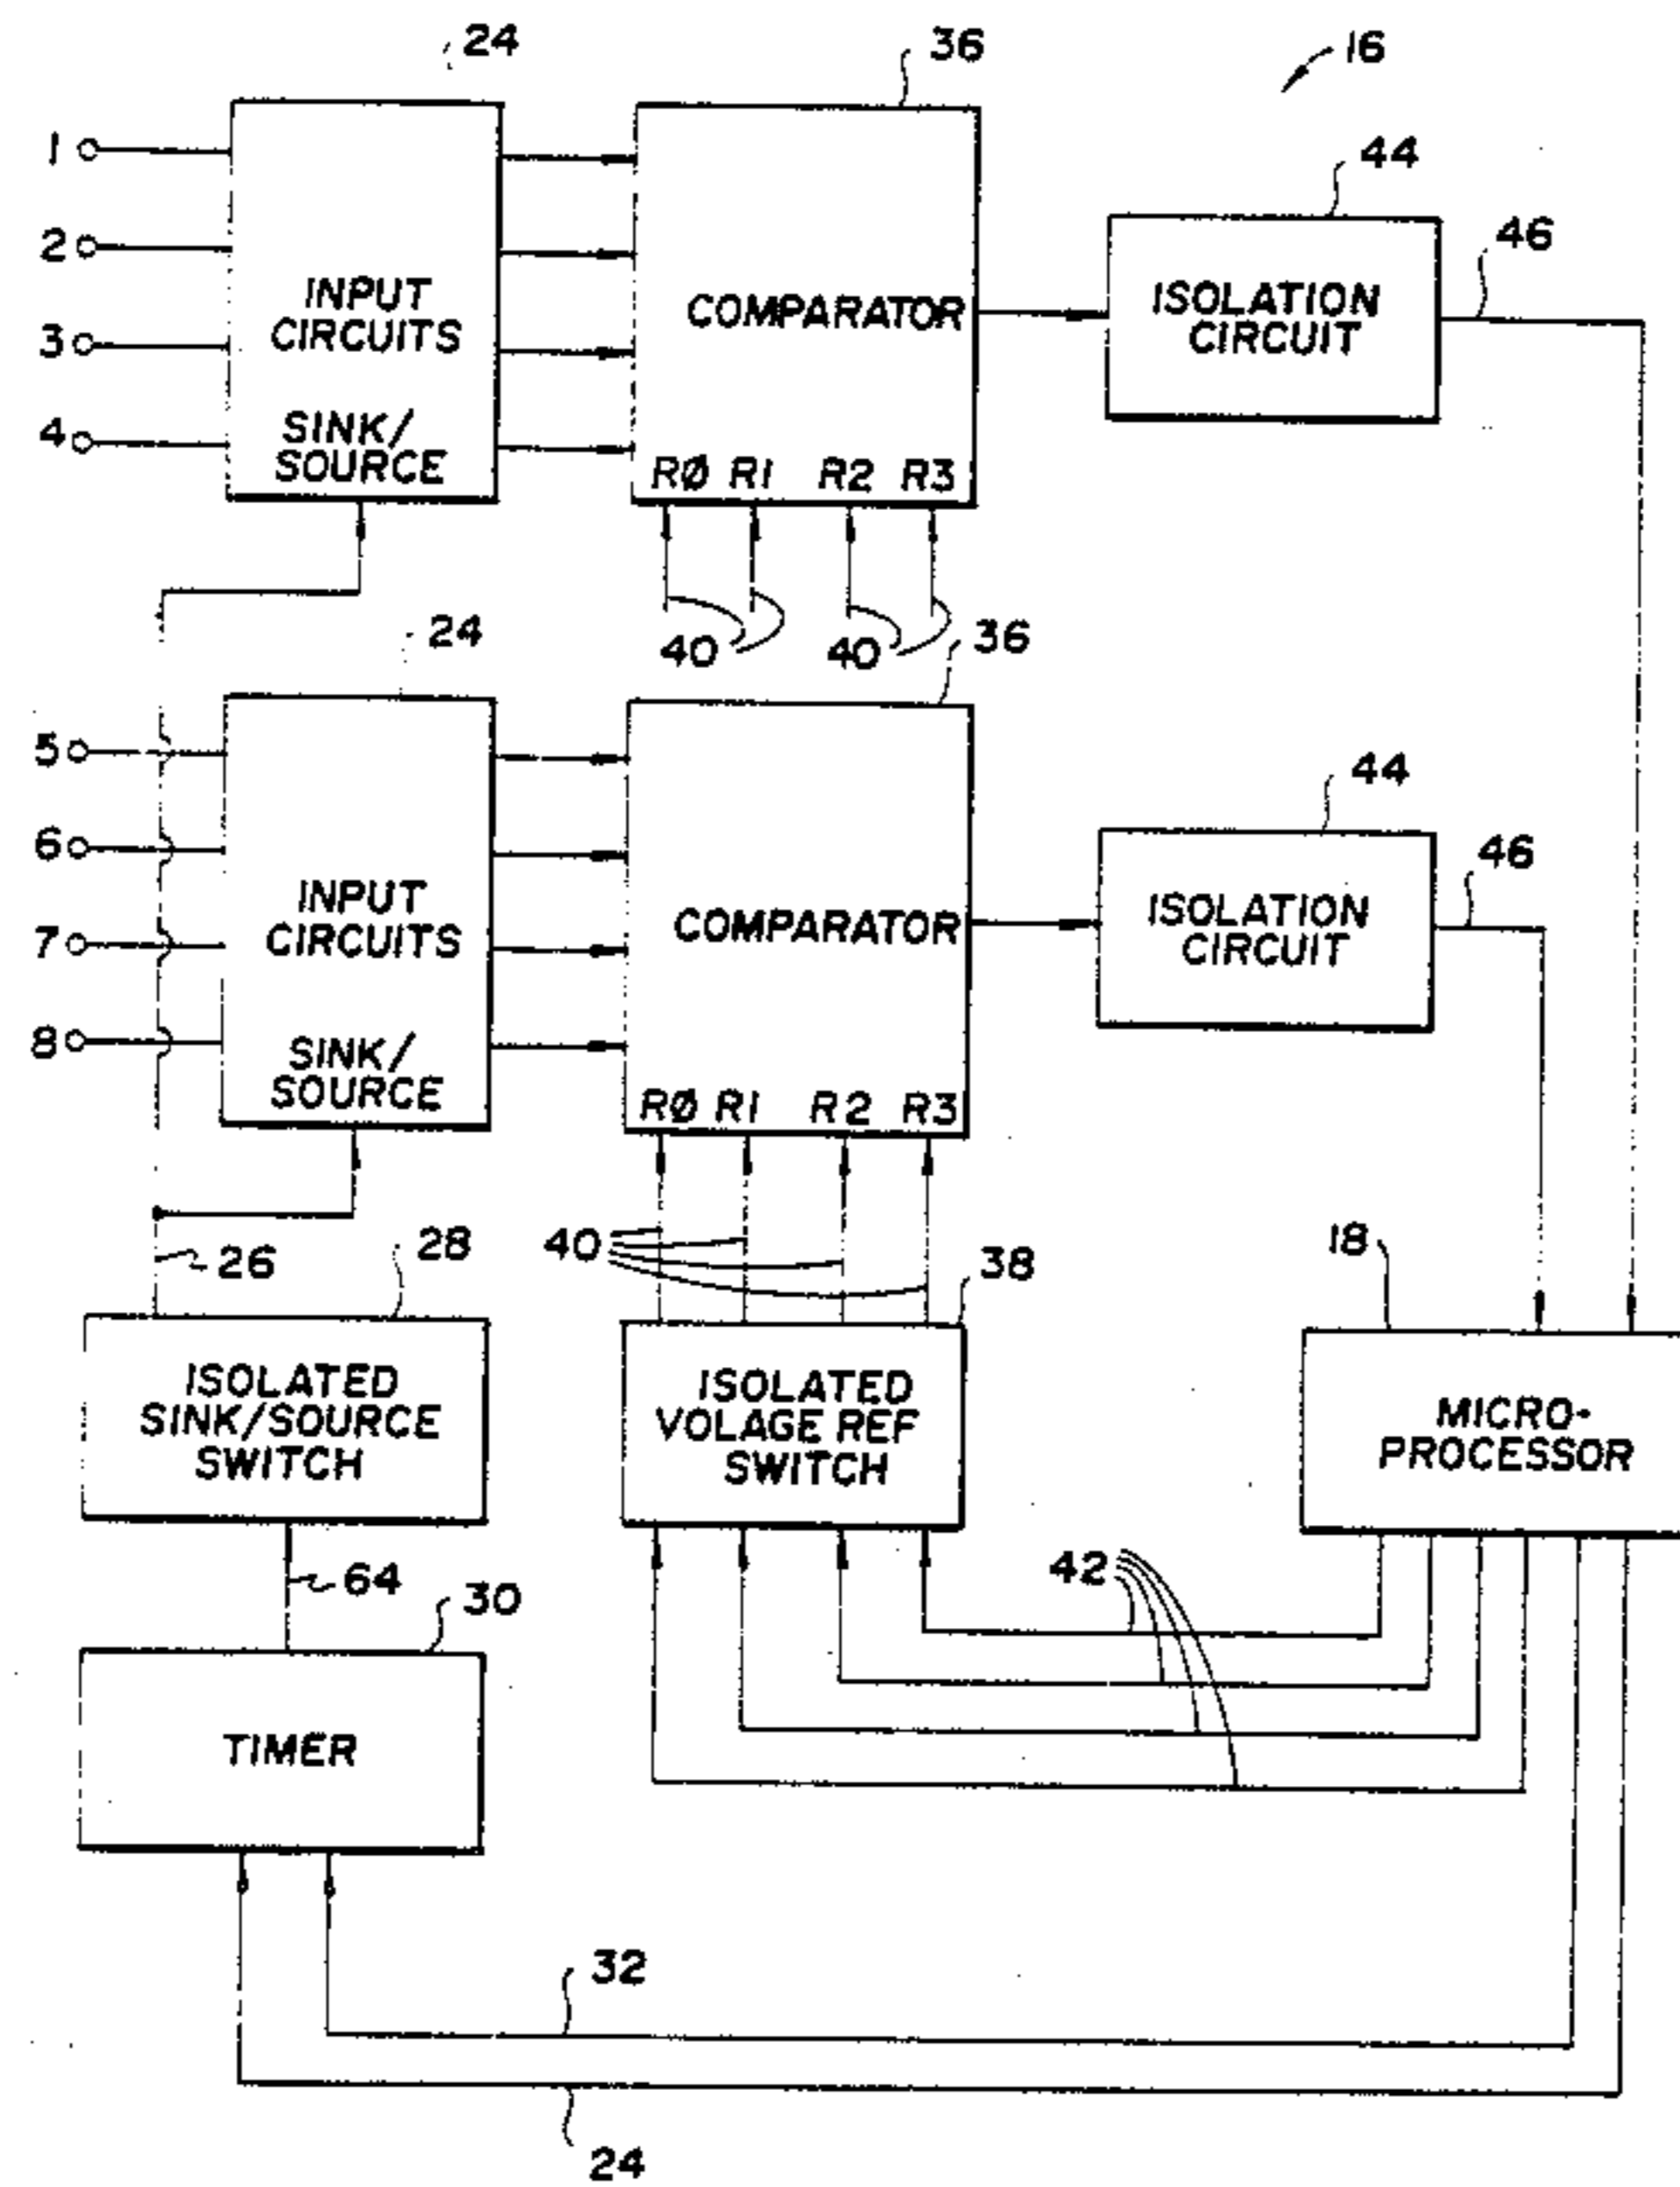 24
36
16
1
44
2
46
INPUT
CIRCUITS
COMPARATOR
ISOLATION
CIRCUIT
3
4
SINK/
SOURCE
RØ R1 R2 R3
40
40
24
36
5
44
6
46
INPUT
CIRCUITS
COMPARATOR
ISOLATION
CIRCUIT
7
8
SINK/
SOURCE
RØ R1 R2 R3
26
28
40
38
18
ISOLATED
SINK/SOURCE
SWITCH
ISOLATED
VOLAGE REF
SWITCH
MICRO-
PROCESSOR
64
30
42
TIMER
32
24